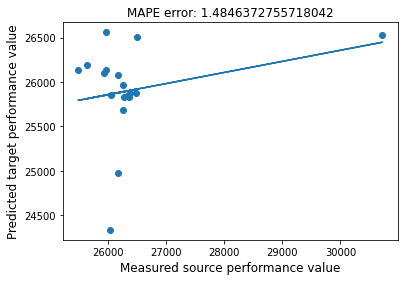 MAPE error: 1.4846372755718042
Predicted target performance value
26500
26000
25500
25000
24500
26000 27000 28000 29000 30000
Measured source performance value